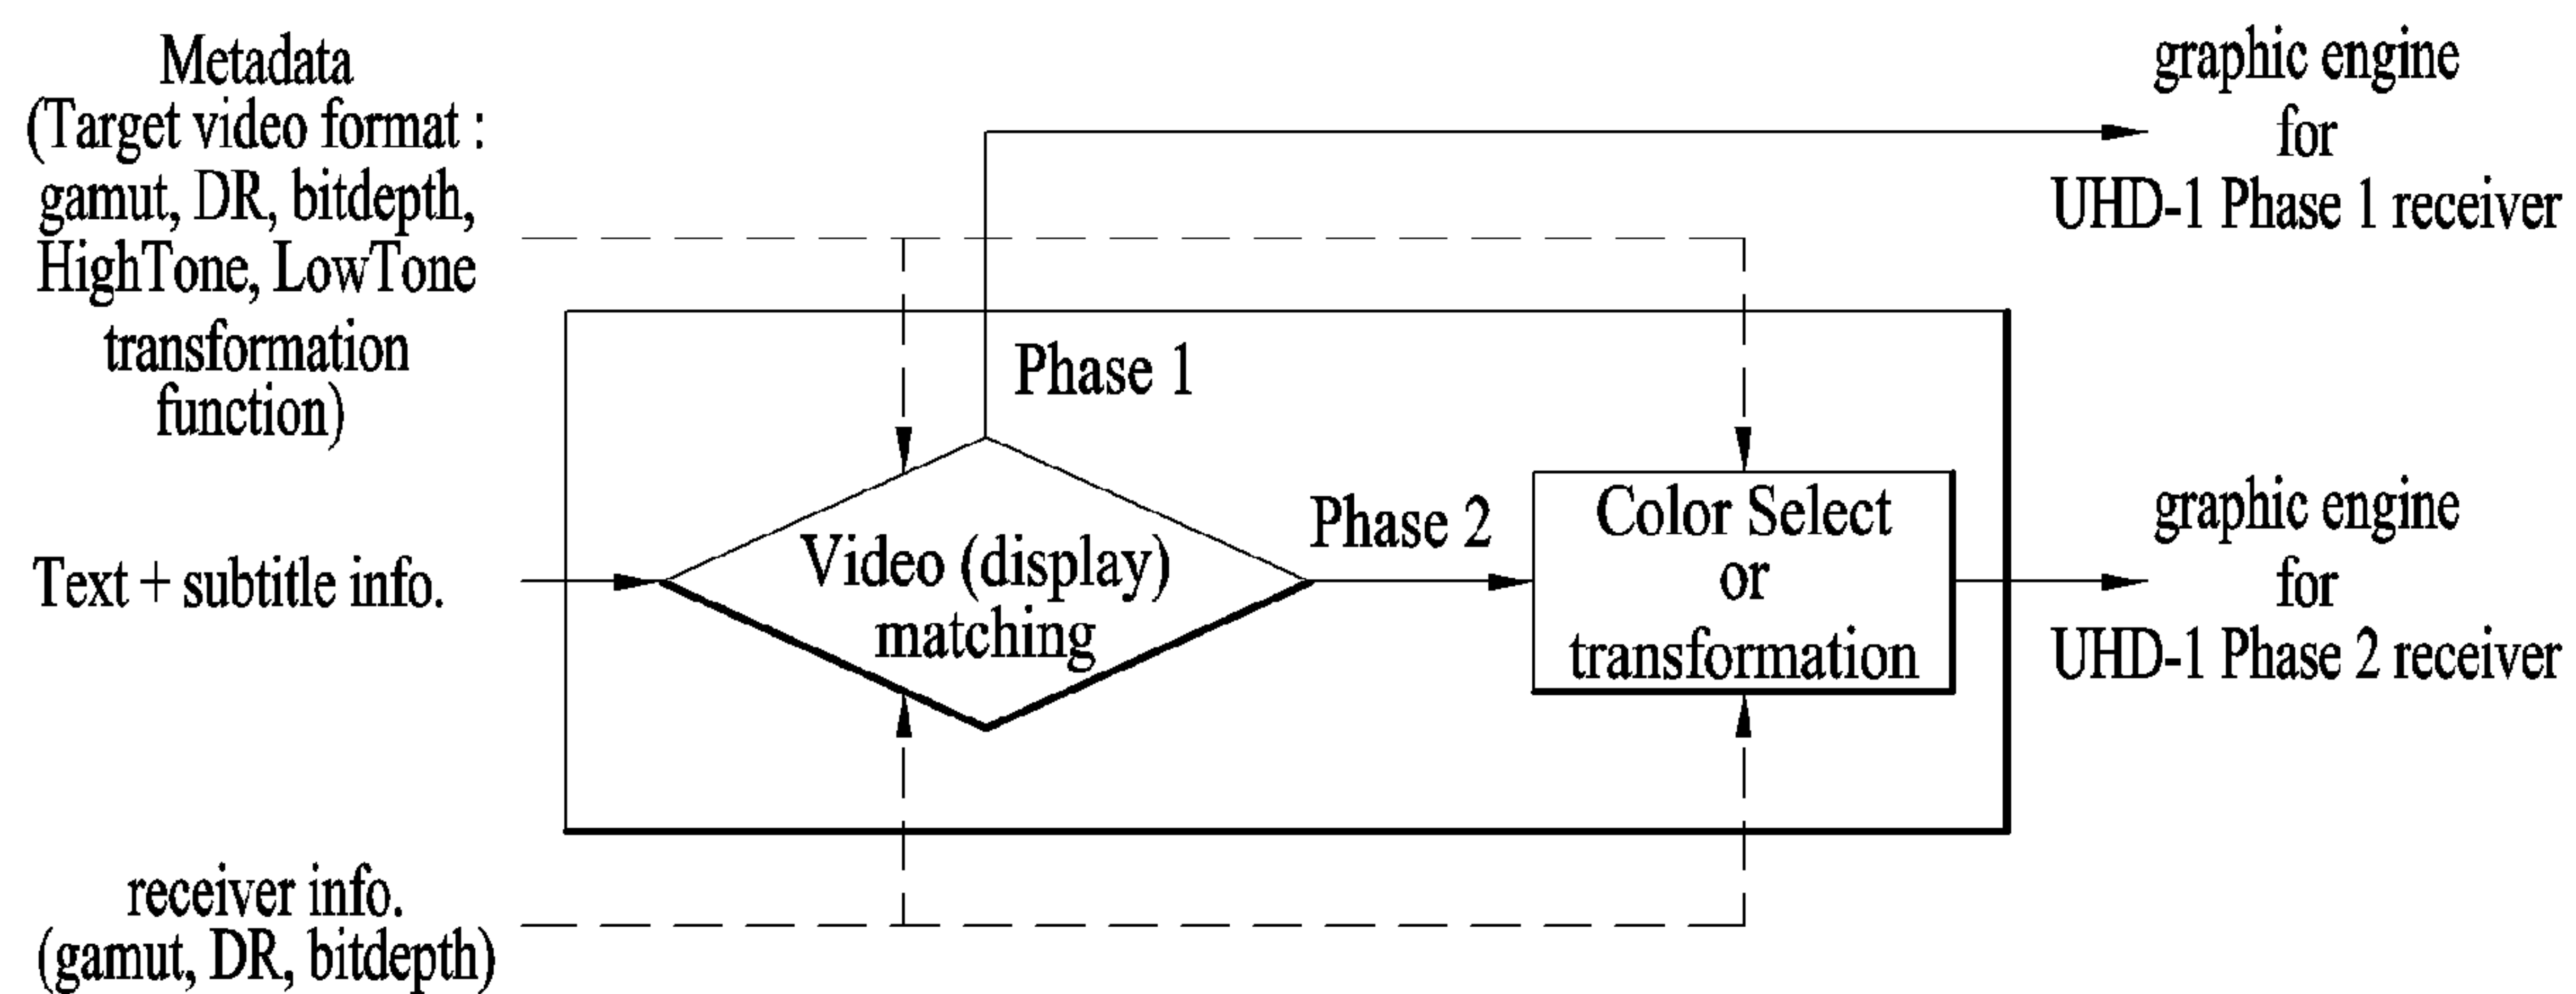 Metadata
(Target video format :
gamut, DR, bitdepth,
HighTone, LowTone
transformation
function)
graphic engine
for
UHD-1 Phase 1 receiver
Phase 1
Text + subtitle info.
Video (display)
matching
Phase 2
Color Select
or
transformation
graphic engine
for
UHD-1 Phase 2 receiver
receiver info.
(gamut, DR, bitdepth)